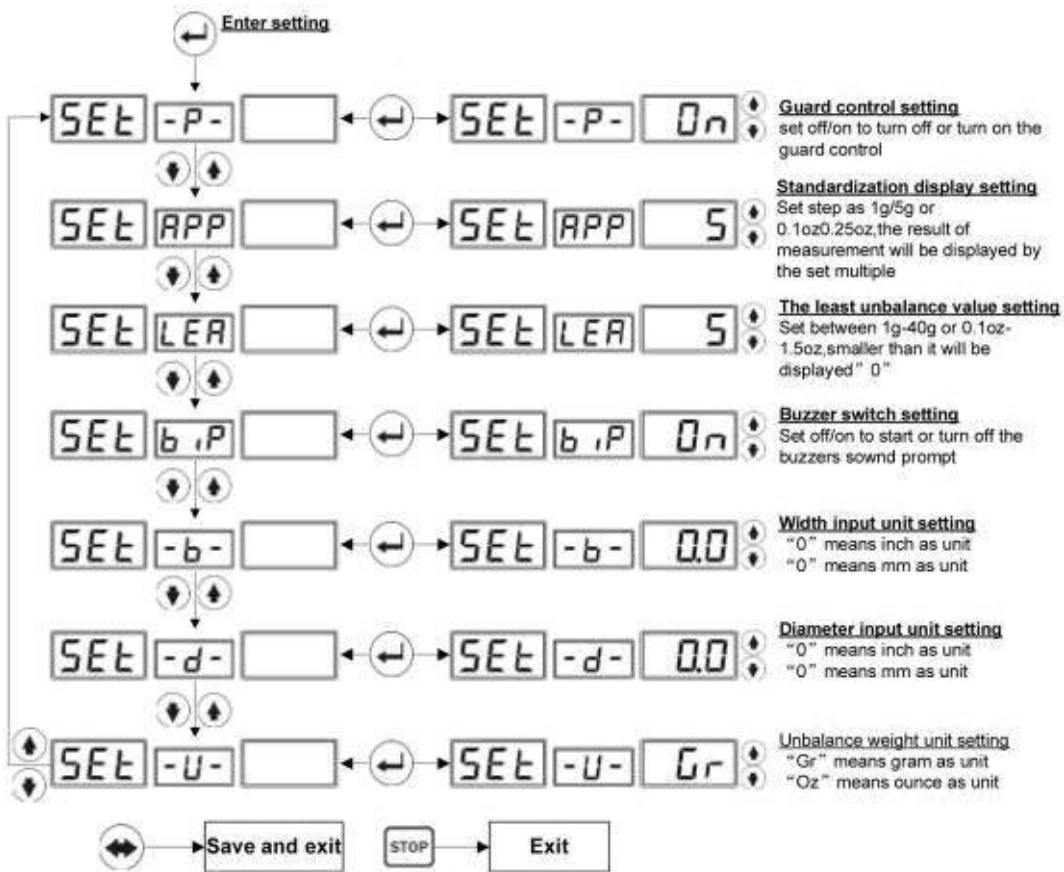 Enter setting
SEt -P- SEt -P- On
Guard control setting
set off/on to turn off or turn on the
guard control
SEt APP SEt APP 5
Standardization display setting
Set step as 1g/5g or
0.1oz0.25oz,the result of
measurement will be displayed by
the set multiple
SEt LEA SEt LEA 5
The least unbalance value setting
Set between 1g-40g or 0.1oz-
1.5oz,smaller than it will be
displayed" 0"
SEt biP SEt biP On
Buzzer switch setting
Set off/on to start or turn off the
buzzers sownd prompt
SEt -b- SEt -b- 0.0
Width input unit setting
"0" means inch as unit
"0" means mm as unit
SEt -d- SEt -d- 0.0
Diameter input unit setting
"0" means inch as unit
"0" means mm as unit
SEt -U- SEt -U- Gr
Unbalance weight unit setting
"Gr" means gram as unit
"Oz" means ounce as unit
Save and exit STOP Exit